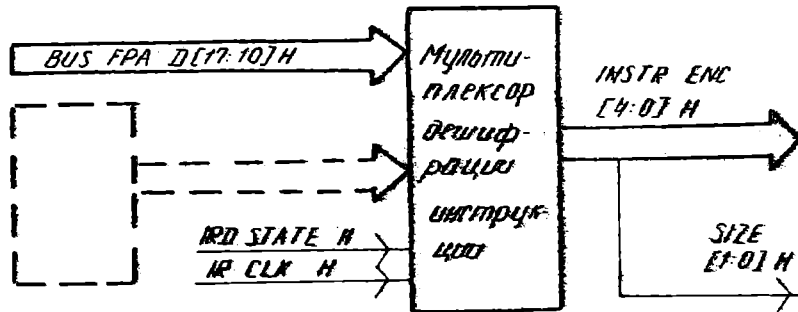 BUS FPA D[17:10] H
Мульти-
плексор
дешиф-
рации
инструк-
ции
IRD STATE H
IR CLK H
INSTR ENC
[4:0] H
SIZE
[1:0] H